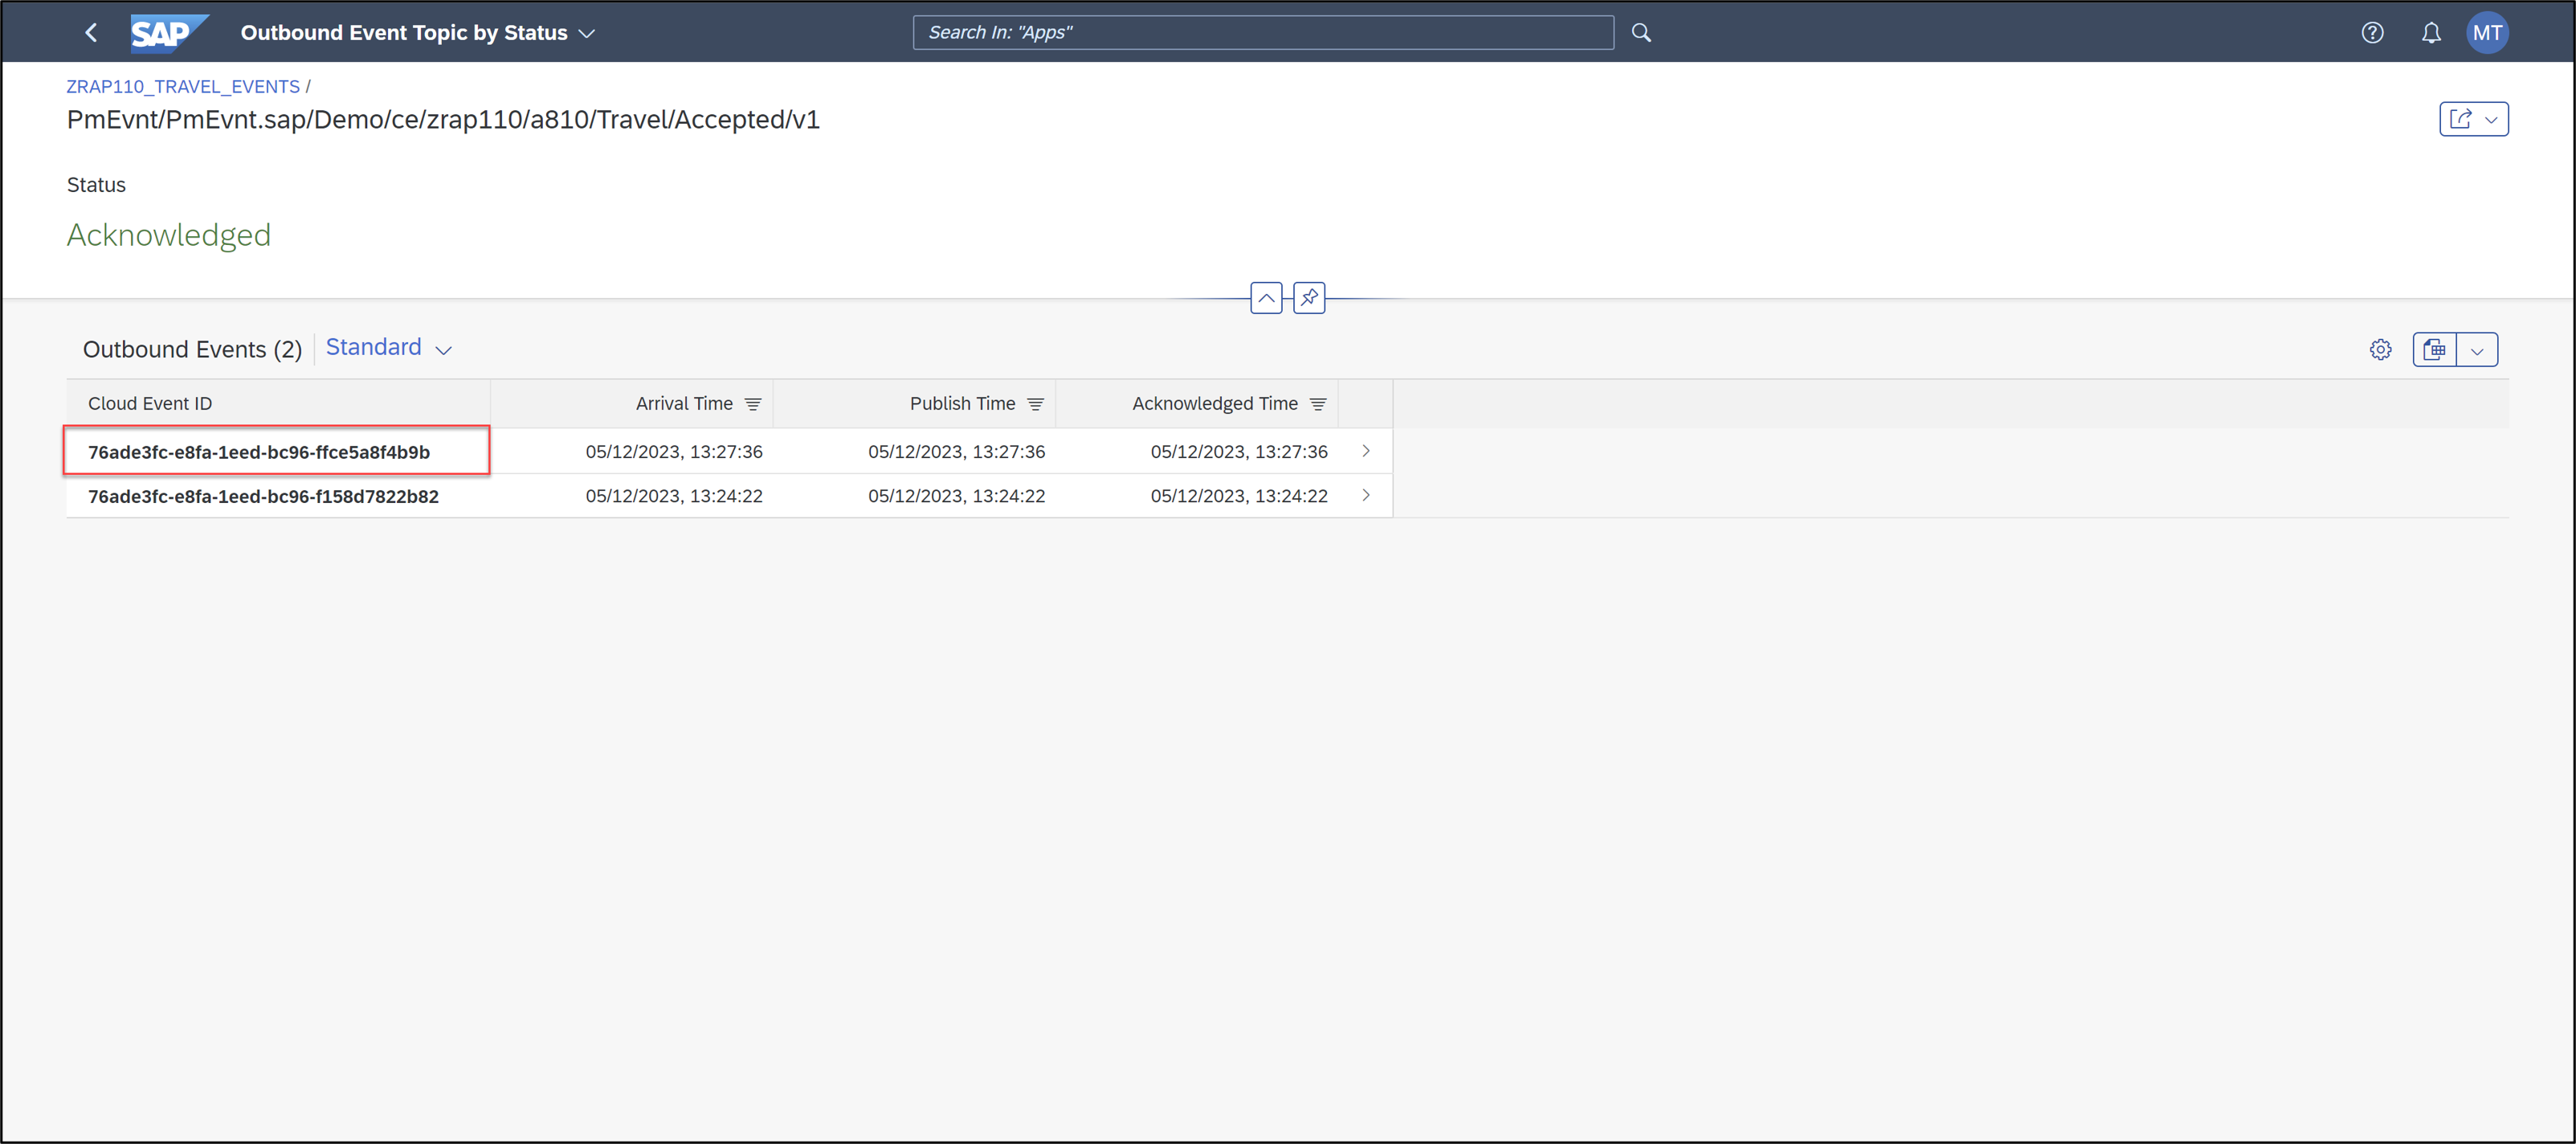 SAP Outbound Event Topic by Status Search In: "Apps" MT
ZRAP110_TRAVEL_EVENTS /
PmEvnt/PmEvnt.sap/Demo/ce/zrap110/a810/Travel/Accepted/v1
Status
Acknowledged
Outbound Events (2) Standard
Cloud Event ID Arrival Time Publish Time Acknowledged Time
76ade3fc-e8fa-1eed-bc96-ffce5a8f4b9b 05/12/2023, 13:27:36 05/12/2023, 13:27:36 05/12/2023, 13:27:36
76ade3fc-e8fa-1eed-bc96-f158d7822b82 05/12/2023, 13:24:22 05/12/2023, 13:24:22 05/12/2023, 13:24:22